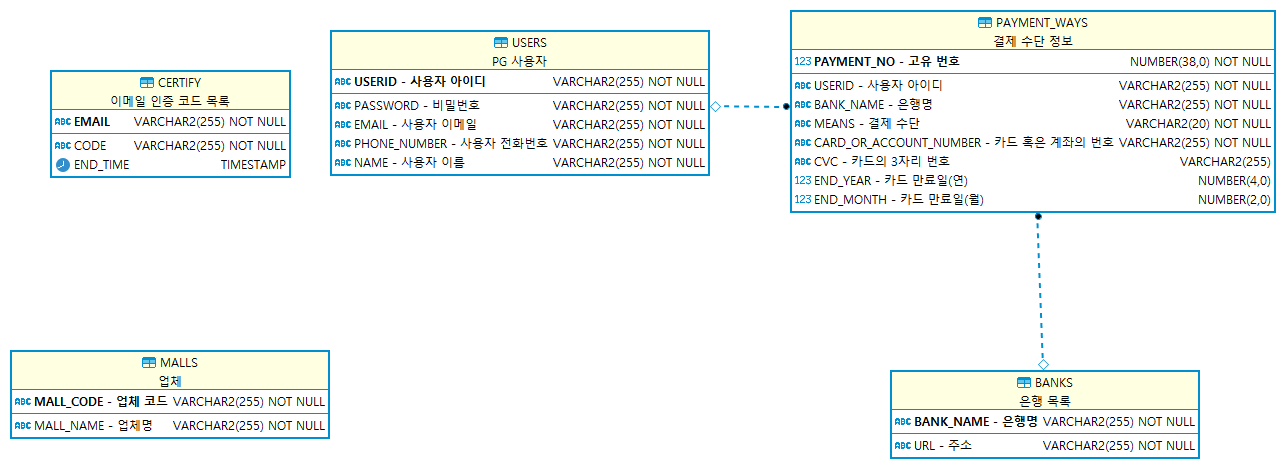 CERTIFY
이메일 인증 코드 목록
ABC EMAIL VARCHAR2(255) NOT NULL
ABC CODE VARCHAR2(255) NOT NULL
END_TIME TIMESTAMP
USERS
PG 사용자
ABC USERID - 사용자 아이디 VARCHAR2(255) NOT NULL
ABC PASSWORD - 비밀번호 VARCHAR2(255) NOT NULL
ABC EMAIL - 사용자 이메일 VARCHAR2(255) NOT NULL
ABC PHONE_NUMBER - 사용자 전화번호 VARCHAR2(255) NOT NULL
ABC NAME - 사용자 이름 VARCHAR2(255) NOT NULL
PAYMENT_WAYS
결제 수단 정보
123 PAYMENT_NO - 고유 번호 NUMBER(38,0) NOT NULL
ABC USERID - 사용자 아이디 VARCHAR2(255) NOT NULL
ABC BANK_NAME - 은행명 VARCHAR2(255) NOT NULL
ABC MEANS - 결제 수단 VARCHAR2(20) NOT NULL
ABC CARD_OR_ACCOUNT_NUMBER - 카드 혹은 계좌의 번호 VARCHAR2(255) NOT NULL
ABC CVC - 카드의 3자리 번호 VARCHAR2(255)
123 END_YEAR - 카드 만료일(연) NUMBER(4,0)
123 END_MONTH - 카드 만료일(월) NUMBER(2,0)
MALLS
업체
ABC MALL_CODE - 업체 코드 VARCHAR2(255) NOT NULL
ABC MALL_NAME - 업체명 VARCHAR2(255) NOT NULL
BANKS
은행 목록
ABC BANK_NAME - 은행명 VARCHAR2(255) NOT NULL
ABC URL - 주소 VARCHAR2(255) NOT NULL